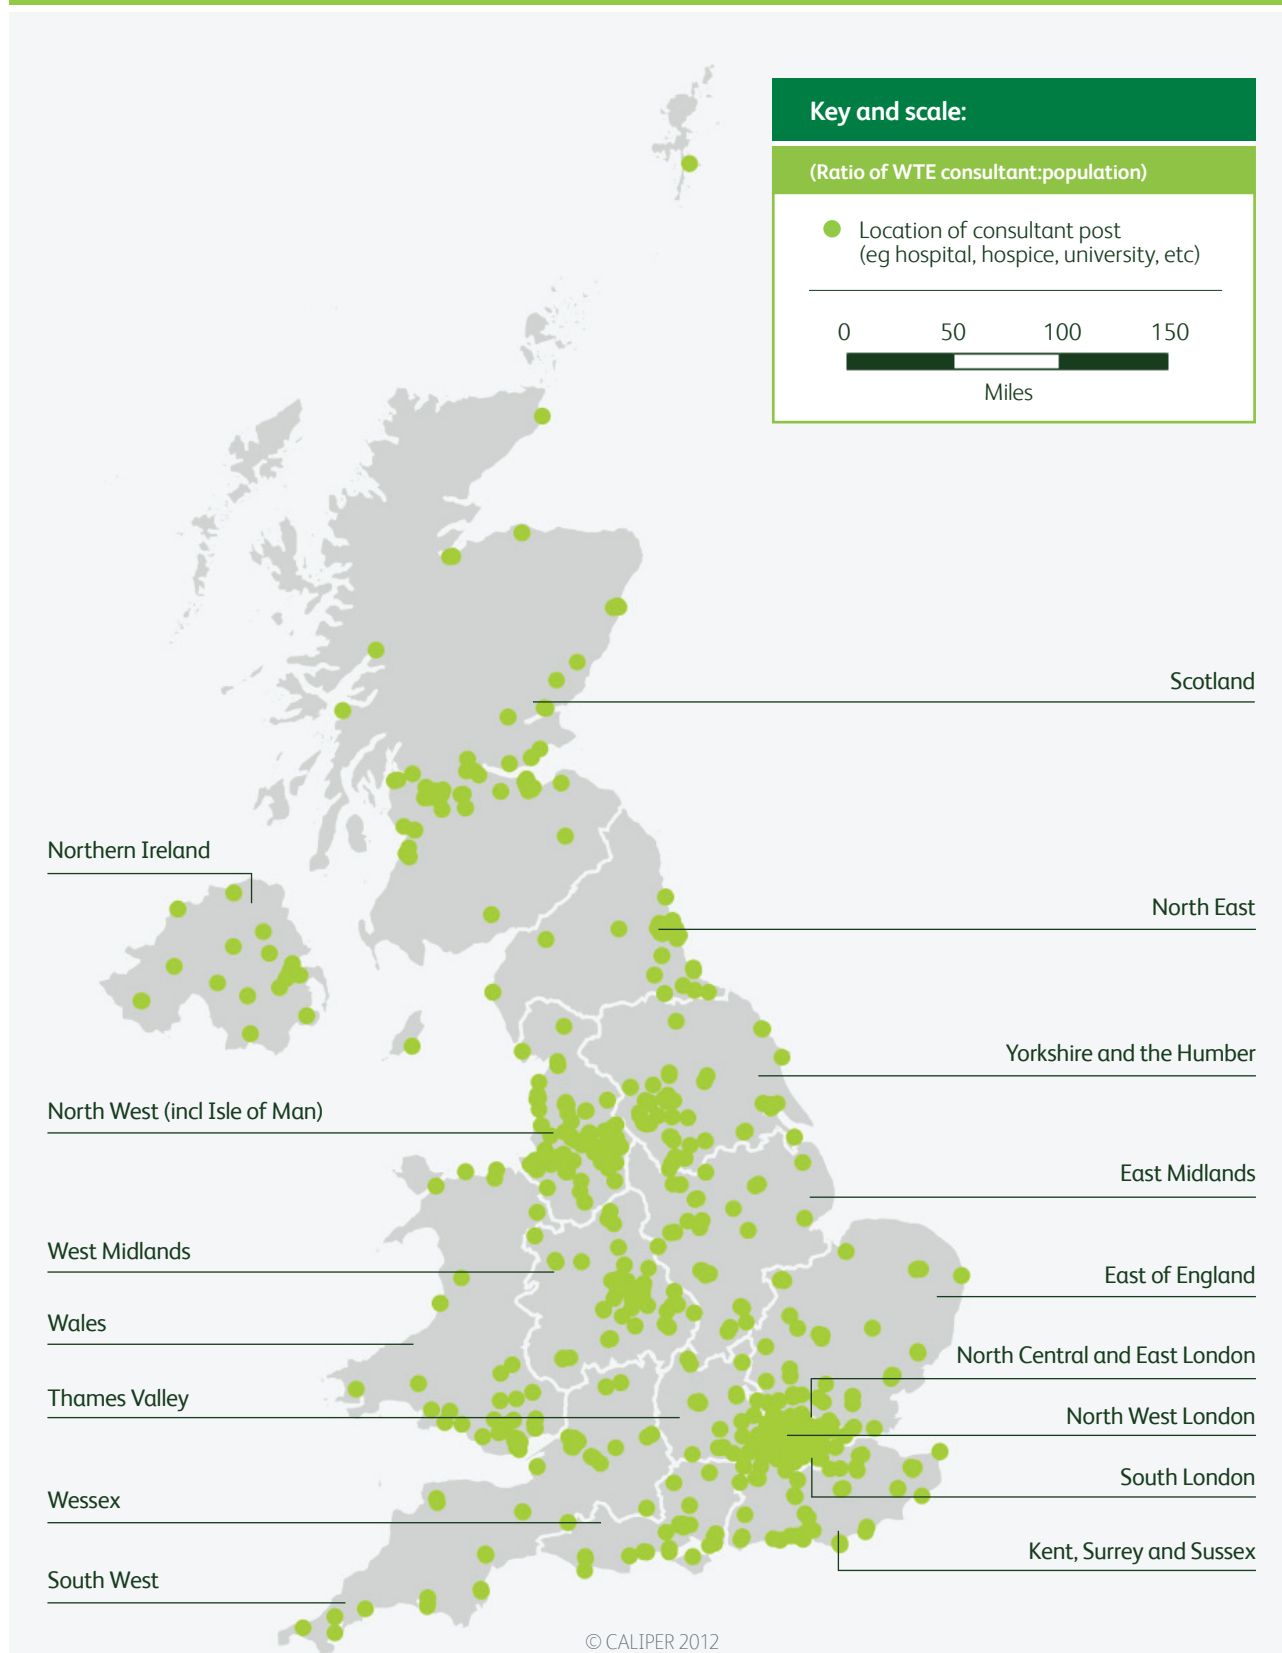 Key and scale:
(Ratio of WTE consultant:population)
Location of consultant post
(eg hospital, hospice, university, etc)
0 50 100 150
Miles
Scotland
Northern Ireland
North East
Yorkshire and the Humber
North West (incl Isle of Man)
East Midlands
West Midlands
East of England
Wales
North Central and East London
Thames Valley
North West London
South London
Wessex
Kent, Surrey and Sussex
South West
© CALIPER 2012